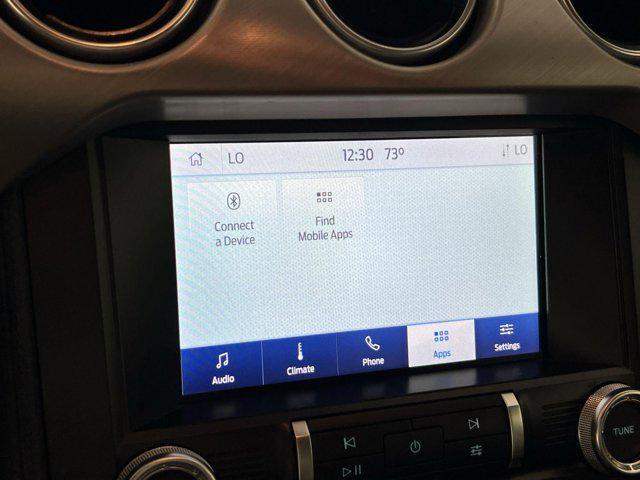 LO 12:30 73° LO
Connect
a Device
Find
Mobile Apps
Audio Climate Phone Apps Settings
TUNE